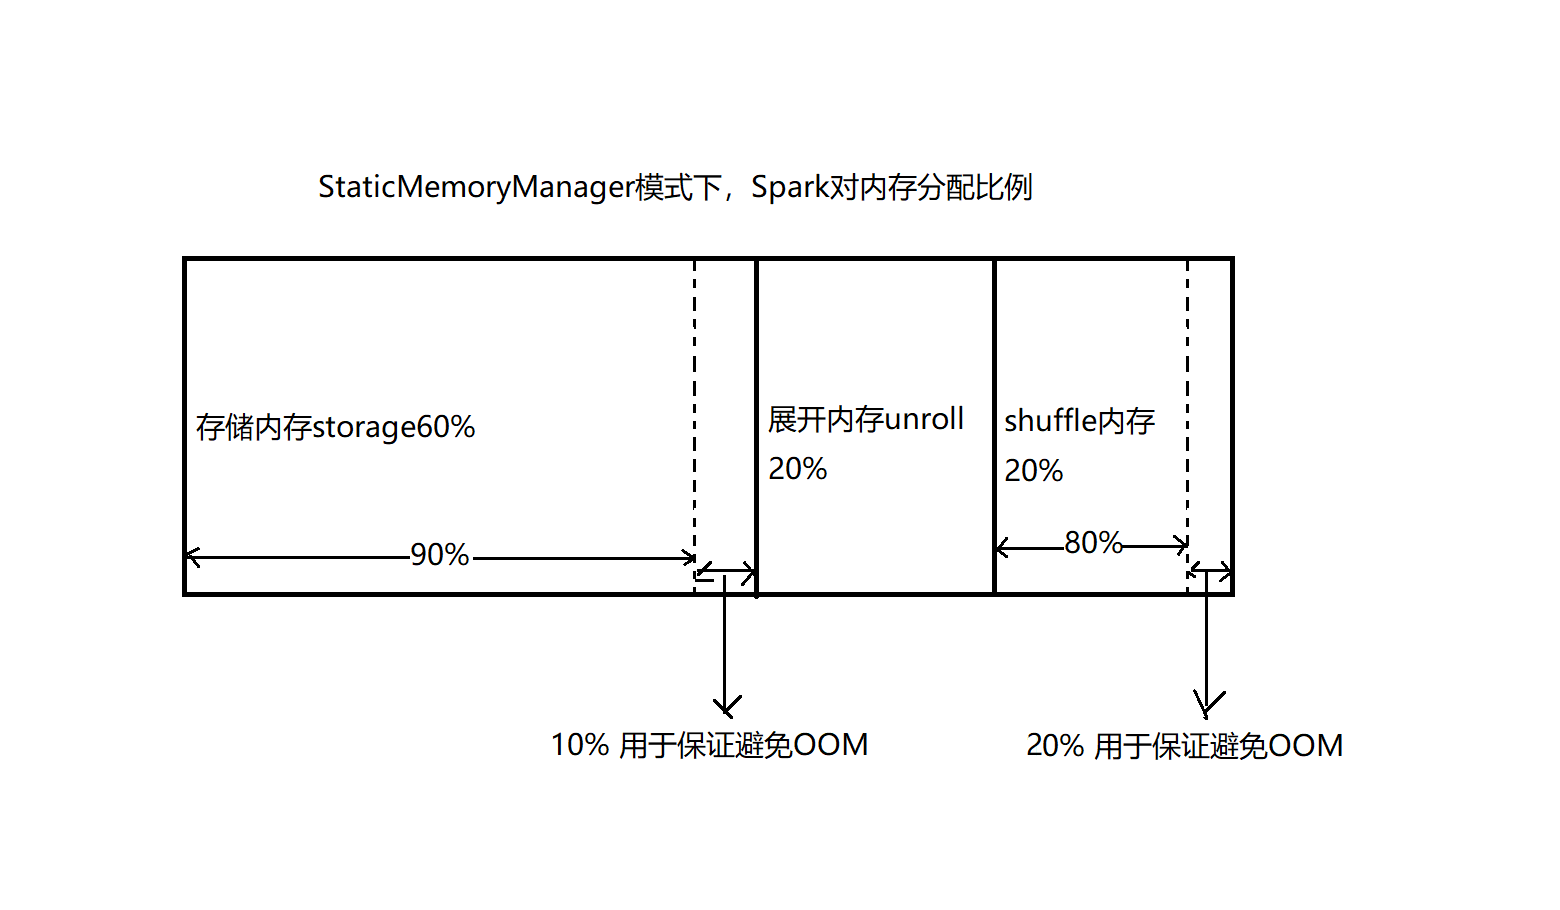 StaticMemoryManager模式下，Spark对内存分配比例
存储内存storage60%
展开内存unroll
20%
shuffle内存
20%
90%
80%
10% 用于保证避免OOM
20% 用于保证避免OOM